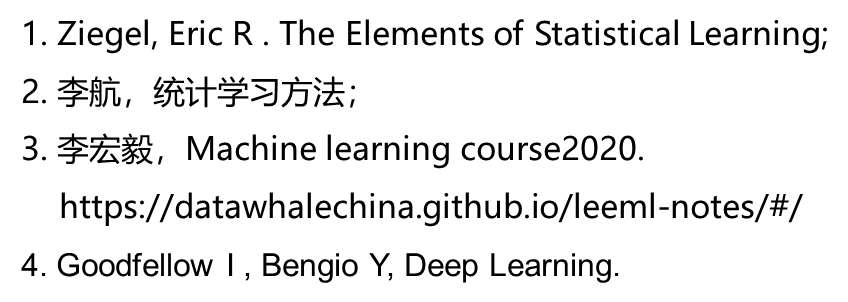 1. Ziegel, Eric R . The Elements of Statistical Learning;
2. 李航，统计学习方法；
3. 李宏毅，Machine learning course2020.
https://datawhalechina.github.io/leeml-notes/#/
4. Goodfellow I , Bengio Y, Deep Learning.